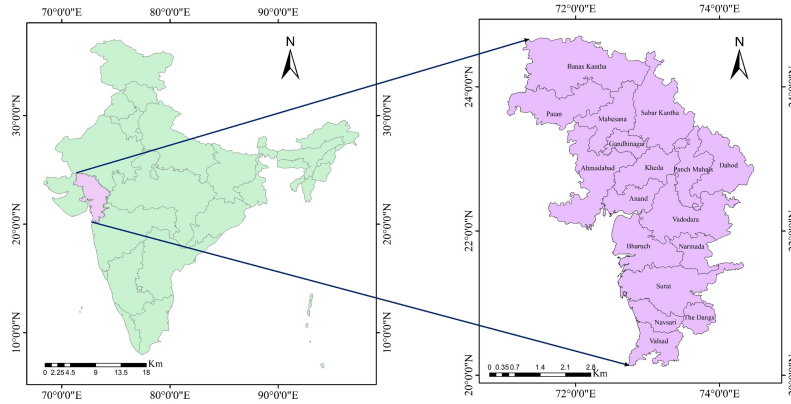 70°0'0"N 80°0'0"N 90°0'0"N
N
30°0'0"N
20°0'0"N
10°0'0"N
30°0'0"N
20°0'0"N
10°0'0"N
Km
0 2.25 4.5 9 13.5 18
70°0'0"N 80°0'0"N 90°0'0"N
72°0'0"N 74°0'0"N
N
24°0'0"N
22°0'0"N
20°0'0"N
Banas Kantha
Patan
Mahesana
Sabar Kantha
Gandhinagar
Ahmadabad
Kheda
Panch Mahals
Dahod
Anand
Vadodara
Bharuch
Narmada
Surat
Navsari
The Dangs
Valsad
Km
0 0.35 0.7 1.4 2.1 2.8
72°0'0"N 74°0'0"N